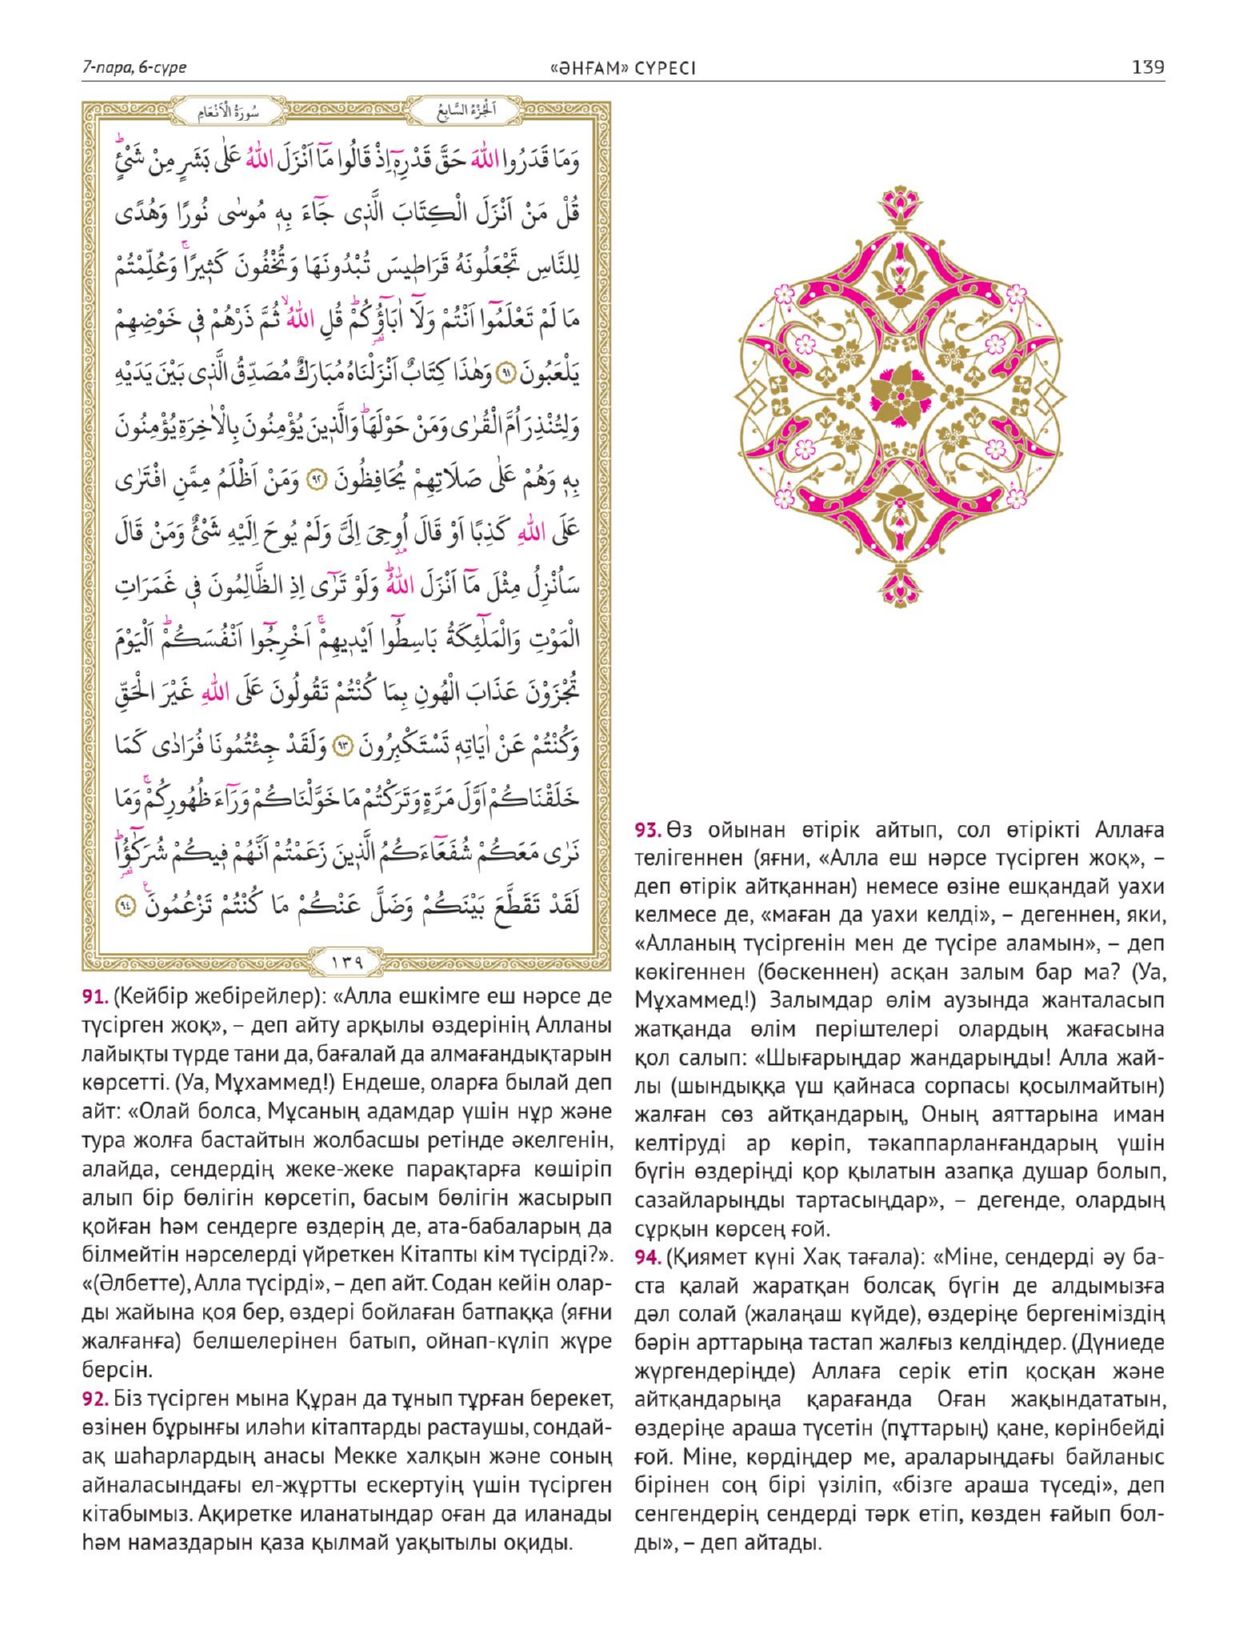 7-пара, 6-сүре
«ӘНҒАМ» СҮРЕСІ
139
سُورَةُ الْاَنْعَامِ
اَلْجُزْءُ السَّابِعُ
وَمَا قَدَرُوا اللّٰهَ حَقَّ قَدْرِه۪ٓ اِذْ قَالُوا مَٓا اَنْزَلَ اللّٰهُ عَلٰى بَشَرٍ مِنْ شَيْءٍۜ
قُلْ مَنْ اَنْزَلَ الْكِتَابَ الَّذ۪ي جَٓاءَ بِه۪ مُوسٰى نُورًا وَهُدًى
لِلنَّاسِ تَجْعَلُونَهُ قَرَاط۪يسَ تُبْدُونَهَا وَتُخْفُونَ كَث۪يرًاۚ وَعُلِّمْتُمْ
مَا لَمْ تَعْلَمُٓوا اَنْتُمْ وَلَٓا اٰبَٓاؤُ۬كُمْۜ قُلِ اللّٰهُۙ ثُمَّ ذَرْهُمْ ف۪ي خَوْضِهِمْ
يَلْعَبُونَ ﴿٩١﴾ وَهٰذَا كِتَابٌ اَنْزَلْنَاهُ مُبَارَكٌ مُصَدِّقُ الَّذ۪ي بَيْنَ يَدَيْهِ
وَلِتُنْذِرَ اُمَّ الْقُرٰى وَمَنْ حَوْلَهَاۜ وَالَّذ۪ينَ يُؤْمِنُونَ بِالْاٰخِرَةِ يُؤْمِنُونَ
بِه۪ وَهُمْ عَلٰى صَلَاتِهِمْ يُحَافِظُونَ ﴿٩٢﴾ وَمَنْ اَظْلَمُ مِمَّنِ افْتَرٰى
عَلَى اللّٰهِ كَذِبًا اَوْ قَالَ اُو۫حِيَ اِلَيَّ وَلَمْ يُوحَ اِلَيْهِ شَيْءٌ وَمَنْ قَالَ
سَاُنْزِلُ مِثْلَ مَٓا اَنْزَلَ اللّٰهُۜ وَلَوْ تَرٰٓى اِذِ الظَّالِمُونَ ف۪ي غَمَرَاتِ
الْمَوْتِ وَالْمَلٰٓئِكَةُ بَاسِطُٓوا اَيْد۪يهِمْۚ اَخْرِجُٓوا اَنْفُسَكُمْۜ اَلْيَوْمَ
تُجْزَوْنَ عَذَابَ الْهُونِ بِمَا كُنْتُمْ تَقُولُونَ عَلَى اللّٰهِ غَيْرَ الْحَقِّ
وَكُنْتُمْ عَنْ اٰيَاتِه۪ تَسْتَكْبِرُونَ ﴿٩٣﴾ وَلَقَدْ جِئْتُمُونَا فُرَادٰى كَمَا
خَلَقْنَاكُمْ اَوَّلَ مَرَّةٍ وَتَرَكْتُمْ مَا خَوَّلْنَاكُمْ وَرَٓاءَ ظُهُورِكُمْۚ وَمَا
نَرٰى مَعَكُمْ شُفَعَٓاءَكُمُ الَّذ۪ينَ زَعَمْتُمْ اَنَّهُمْ ف۪يكُمْ شُرَكٰٓؤُ۬اۜ
لَقَدْ تَقَطَّعَ بَيْنَكُمْ وَضَلَّ عَنْكُمْ مَا كُنْتُمْ تَزْعُمُونَ۟ ﴿٩٤﴾
١٣٩
91. (Кейбір жебірейлер): «Алла ешкімге еш нәрсе де
түсірген жоқ», – деп айту арқылы өздерінің Алланы
лайықты түрде тани да, бағалай да алмағандықтарын
көрсетті. (Уа, Мұхаммед!) Ендеше, оларға былай деп
айт: «Олай болса, Мұсаның адамдар үшін нұр және
тура жолға бастайтын жолбасшы ретінде әкелгенін,
алайда, сендердің жеке-жеке парақтарға көшіріп
алып бір бөлігін көрсетіп, басым бөлігін жасырып
қойған һәм сендерге өздерің де, ата-бабаларың да
білмейтін нәрселерді үйреткен Кітапты кім түсірді?».
«(Әлбетте), Алла түсірді», – деп айт. Содан кейін олар-
ды жайына қоя бер, өздері бойлаған батпаққа (яғни
жалғанға) белшелерінен батып, ойнап-күліп жүре
берсін.
92. Біз түсірген мына Құран да тұнып тұрған берекет,
өзінен бұрынғы иләһи кітаптарды растаушы, сондай-
ақ шаһарлардың анасы Мекке халқын және соның
айналасындағы ел-жұртты ескертуің үшін түсірген
кітабымыз. Ақиретке иланатындар оған да иланады
һәм намаздарын қаза қылмай уақытылы оқиды.
93. Өз ойынан өтірік айтып, сол өтірікті Аллаға
телігеннен (яғни, «Алла еш нәрсе түсірген жоқ», –
деп өтірік айтқаннан) немесе өзіне ешқандай уахи
келмесе де, «маған да уахи келді», – дегеннен, яки,
«Алланың түсіргенін мен де түсіре аламын», – деп
көкігеннен (бөскеннен) асқан залым бар ма? (Уа,
Мұхаммед!) Залымдар өлім аузында жанталасып
жатқанда өлім періштелері олардың жағасына
қол салып: «Шығарыңдар жандарыңды! Алла жай-
лы (шындыққа үш қайнаса сорпасы қосылмайтын)
жалған сөз айтқандарың, Оның аяттарына иман
келтіруді ар көріп, тәкаппарланғандарың үшін
бүгін өздеріңді қор қылатын азапқа душар болып,
сазайларыңды тартасыңдар», – дегенде, олардың
сұрқын көрсең ғой.
94. (Қиямет күні Хақ тағала): «Міне, сендерді әу ба-
ста қалай жаратқан болсақ бүгін де алдымызға
дәл солай (жалаңаш күйде), өздеріңе бергеніміздің
бәрін арттарыңа тастап жалғыз келдіңдер. (Дүниеде
жүргендеріңде) Аллаға серік етіп қосқан және
айтқандарыңа қарағанда Оған жақындататын,
өздеріңе араша түсетін (пұттарың) қане, көрінбейді
ғой. Міне, көрдіңдер ме, араларыңдағы байланыс
бірінен соң бірі үзіліп, «бізге араша түседі», деп
сенгендерің сендерді тәрк етіп, көзден ғайып бол-
ды», – деп айтады.